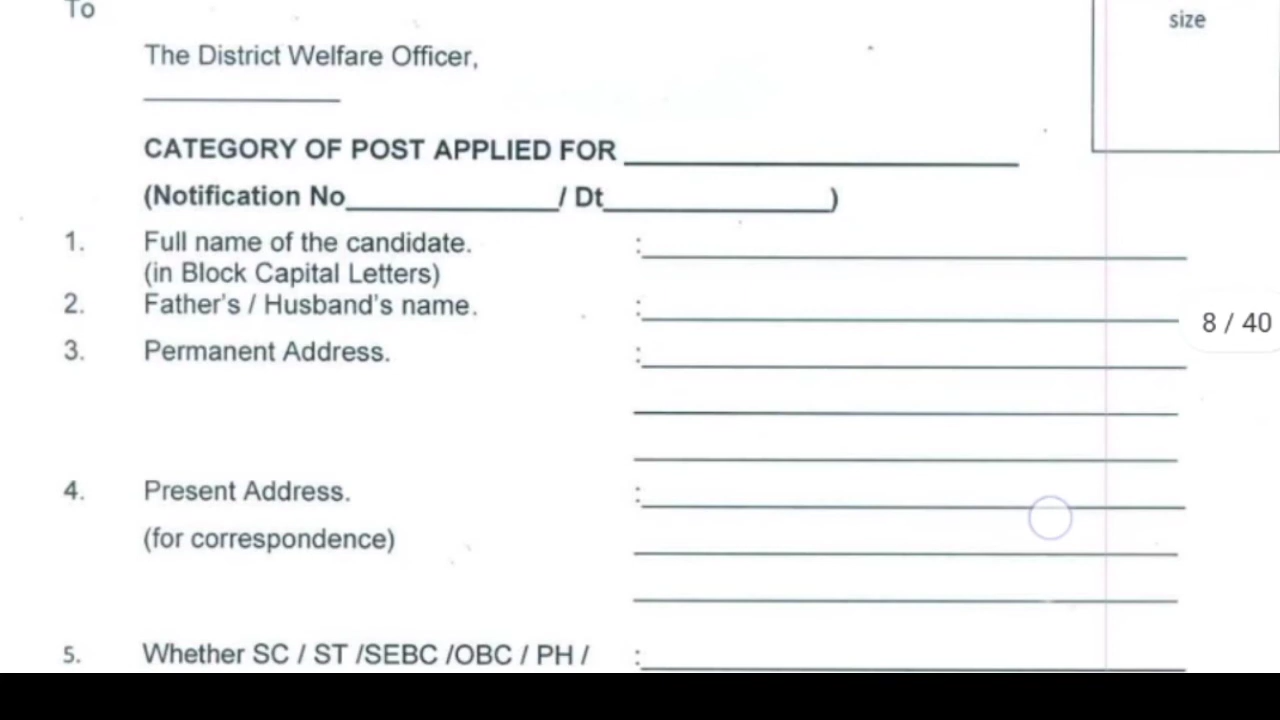 To
size
The District Welfare Officer,
CATEGORY OF POST APPLIED FOR
(Notification No____________/ Dt____________)
1. Full name of the candidate. :
(in Block Capital Letters)
2. Father's / Husband's name. :
8 / 40
3. Permanent Address. :
4. Present Address. :
(for correspondence)
5. Whether SC / ST /SEBC /OBC / PH / :